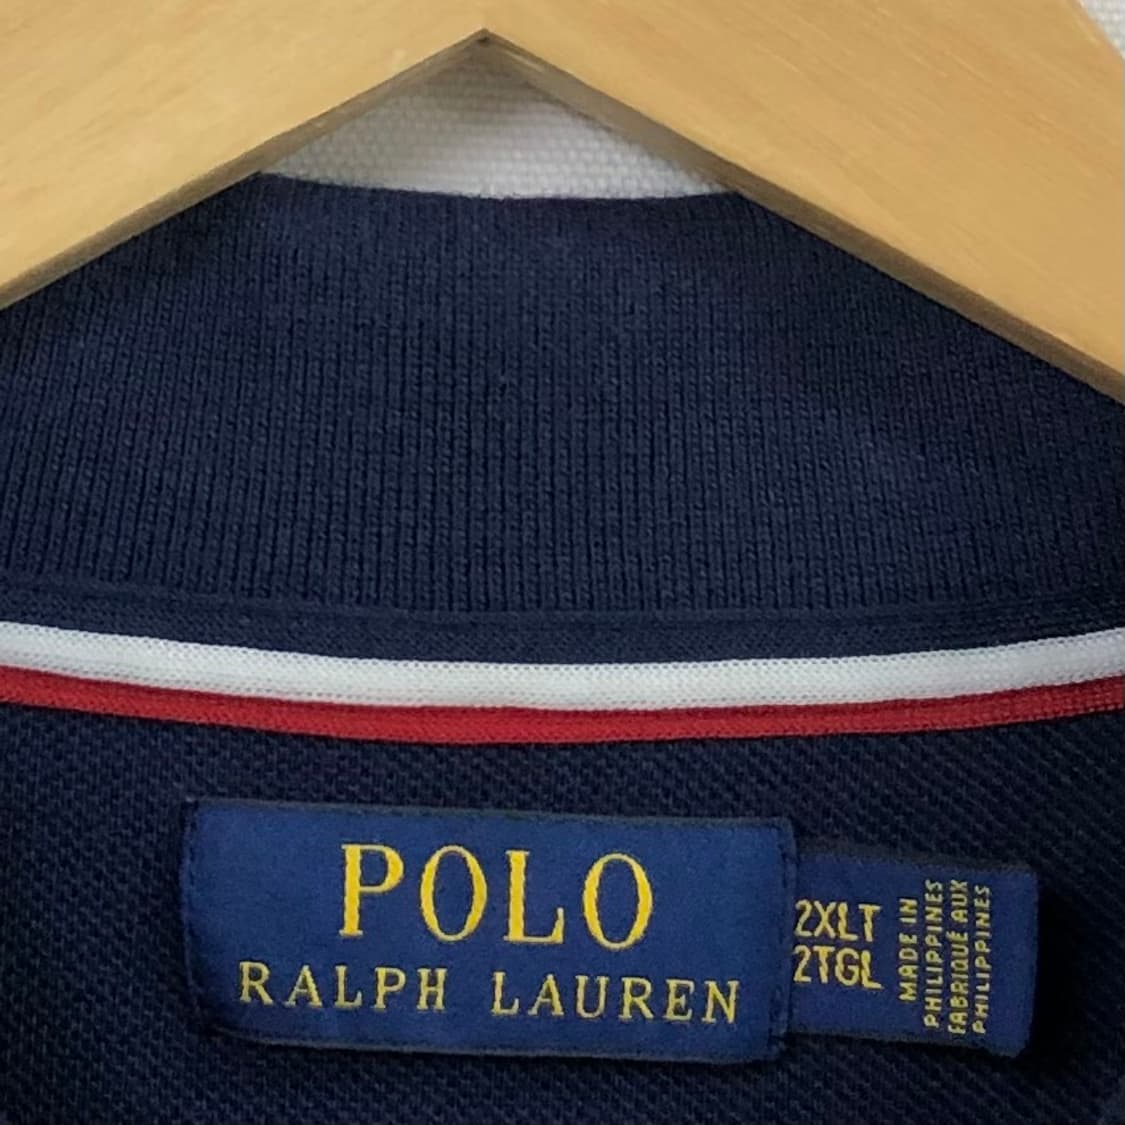 POLO
RALPH LAUREN
2XLT
2TGL
MADE IN
PHILIPPINES
FABRIQUÉ AUX
PHILIPPINES